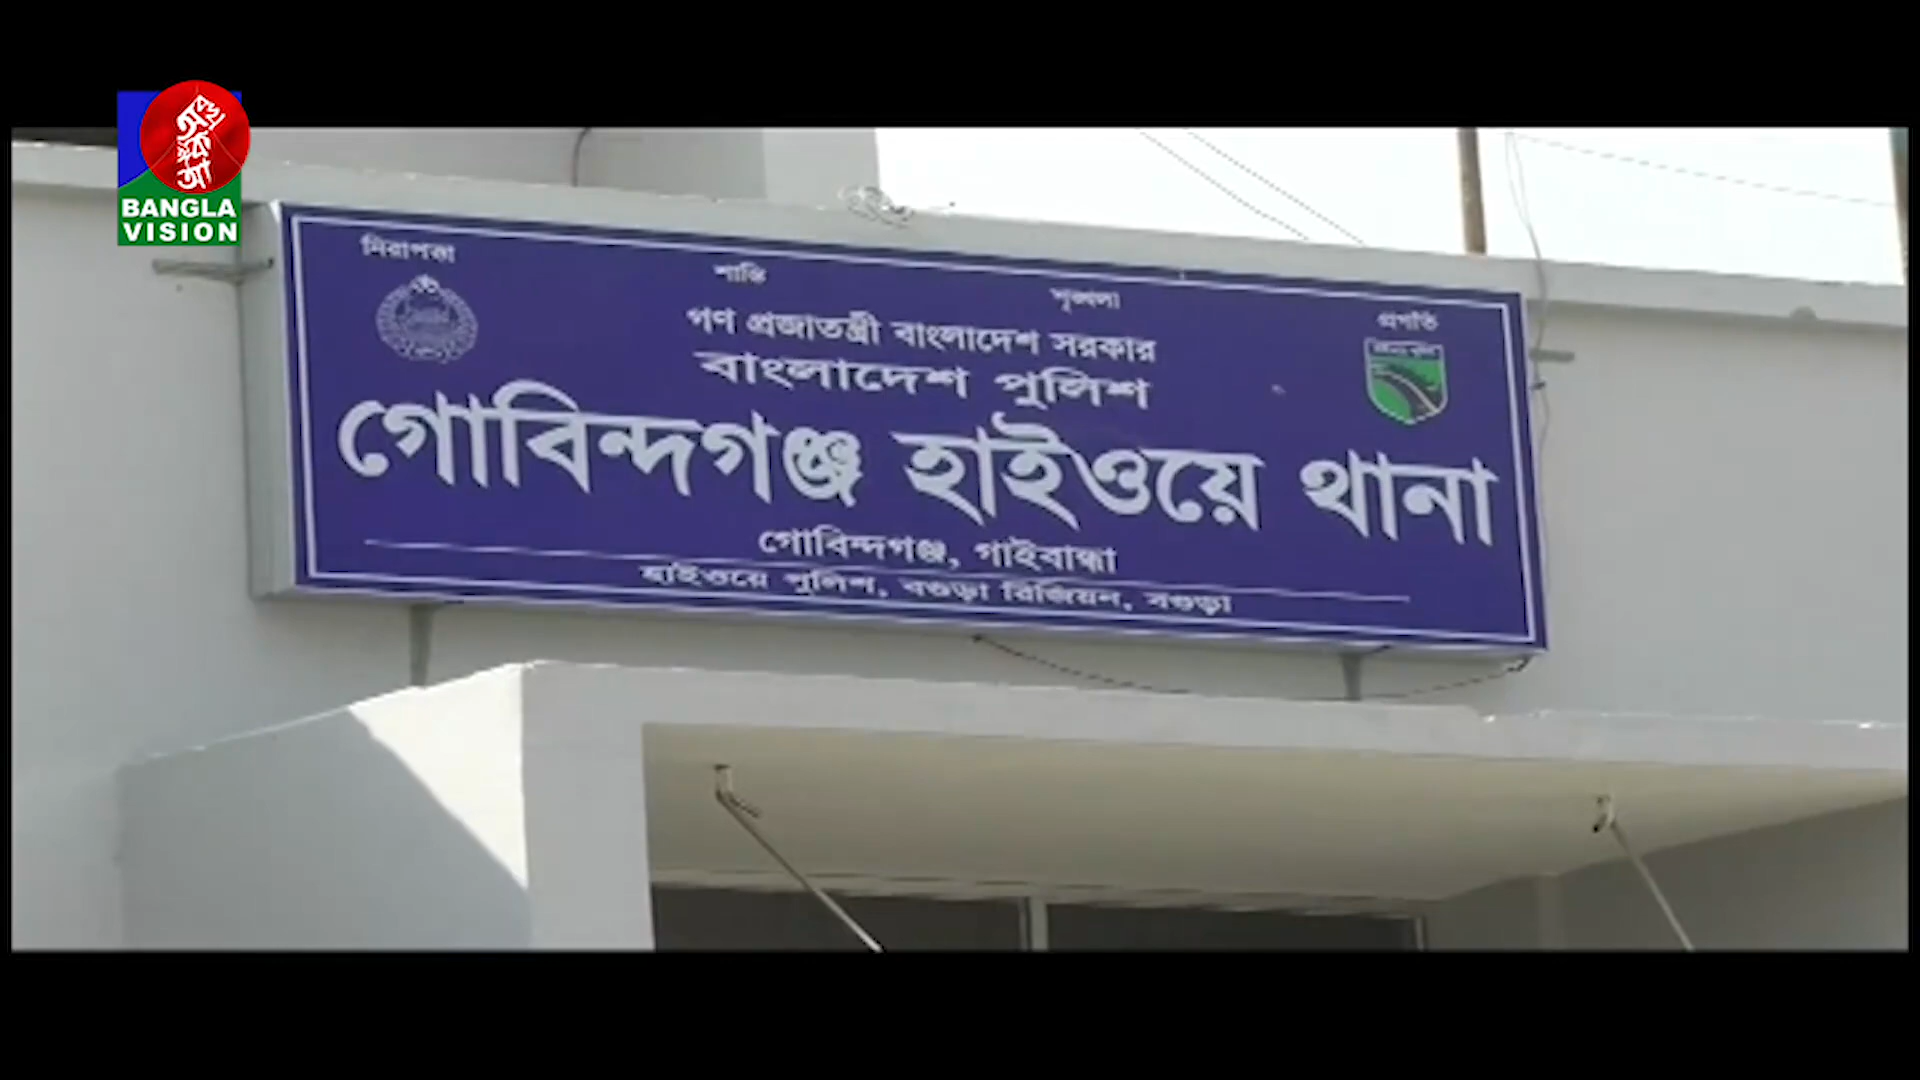 BANGLA
VISION
নিরাপত্তা শান্তি শৃঙ্খলা প্রগতি
গণ প্রজাতন্ত্রী বাংলাদেশ সরকার
বাংলাদেশ পুলিশ
গোবিন্দগঞ্জ হাইওয়ে থানা
গোবিন্দগঞ্জ, গাইবান্ধা
হাইওয়ে পুলিশ, বগুড়া রিজিয়ন, বগুড়া